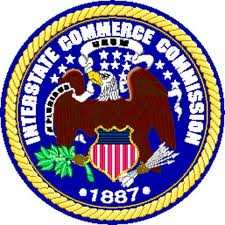 INTERSTATE COMMERCE COMMISSION
• 1887 •